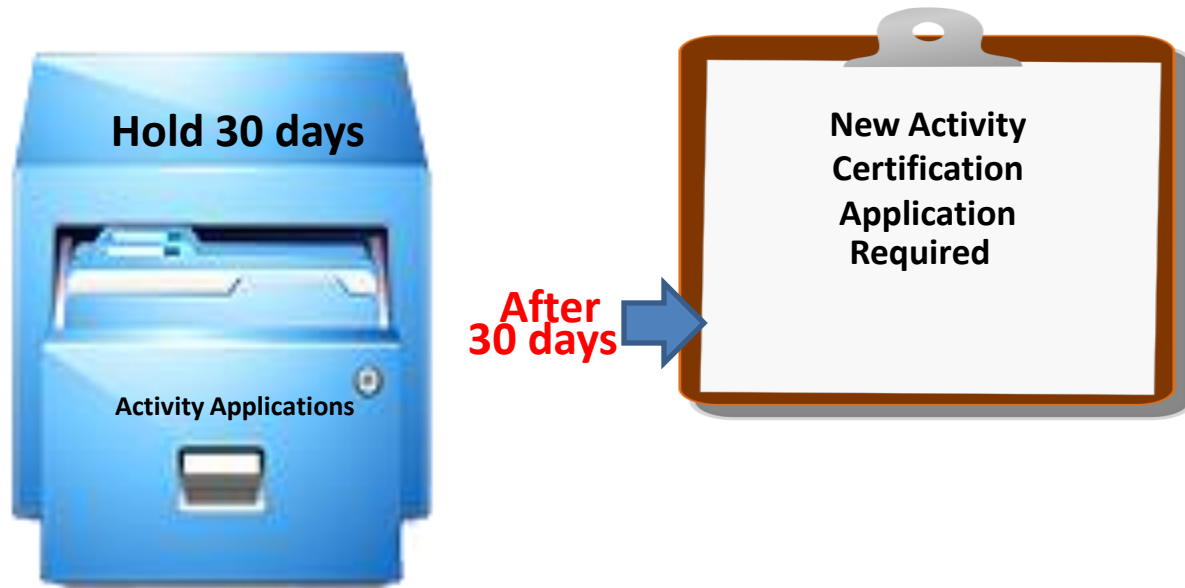 Hold 30 days
Activity Applications
After
30 days
New Activity
Certification
Application
Required